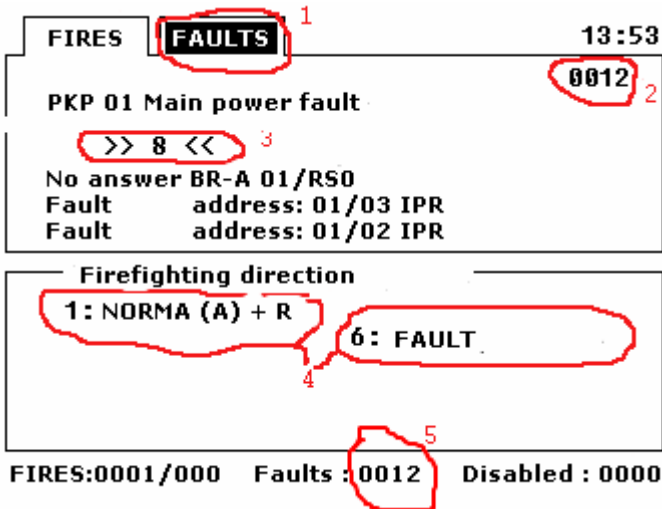 FIRES FAULTS 1 13:53
0012 2
PKP 01 Main power fault
>> 8 << 3
No answer BR-A 01/RS0
Fault address: 01/03 IPR
Fault address: 01/02 IPR
Firefighting direction
1: NORMA (A) + R
6: FAULT
4
5
FIRES:0001/000 Faults :0012 Disabled : 0000